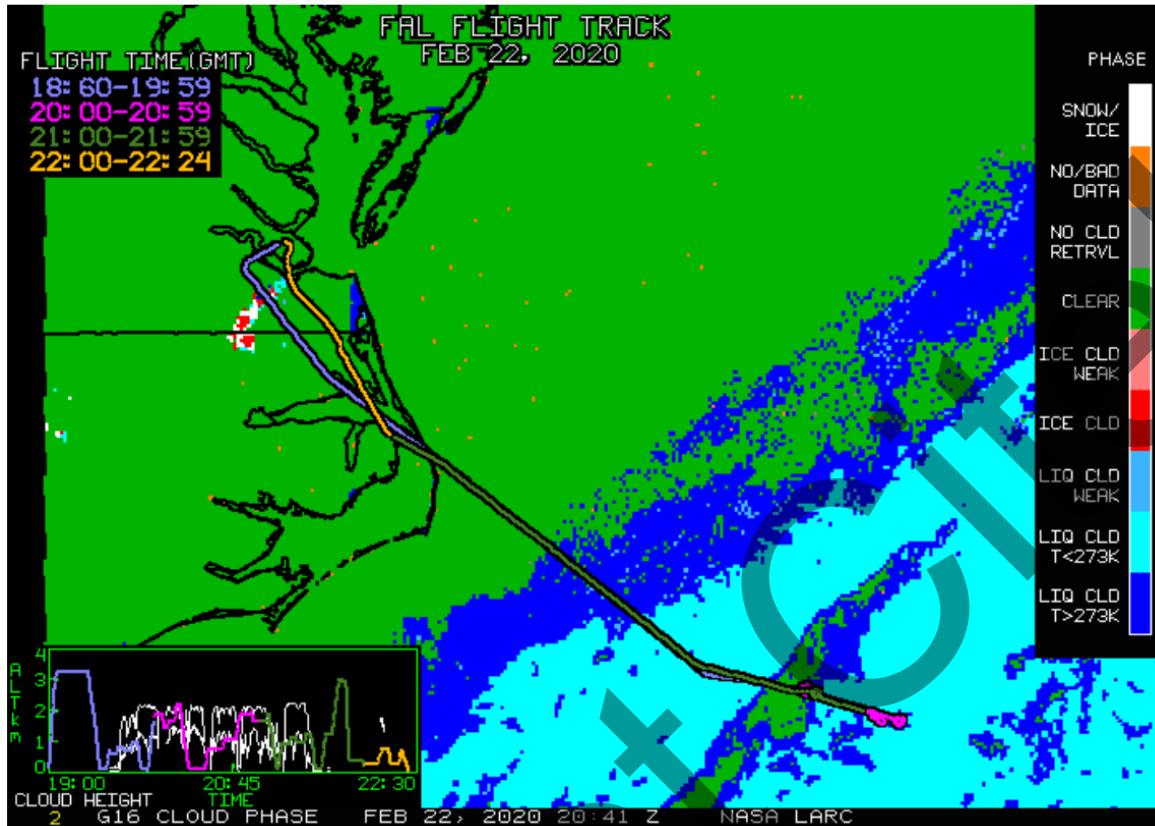 FAL FLIGHT TRACK
FEB 22, 2020
FLIGHT TIME(GMT)
18:60-19:59
20:00-20:59
21:00-21:59
22:00-22:24
PHASE
SNOW/
ICE
NO/BAD
DATA
NO CLD
RETRVL
CLEAR
ICE CLD
WEAK
ICE CLD
LIQ CLD
WEAK
LIQ CLD
T<273K
LIQ CLD
T>273K
ALTkm
4
3
2
1
0
19:00 20:45 22:30
TIME
CLOUD HEIGHT
2 G16 CLOUD PHASE FEB 22, 2020 20:41 Z NASA LARC